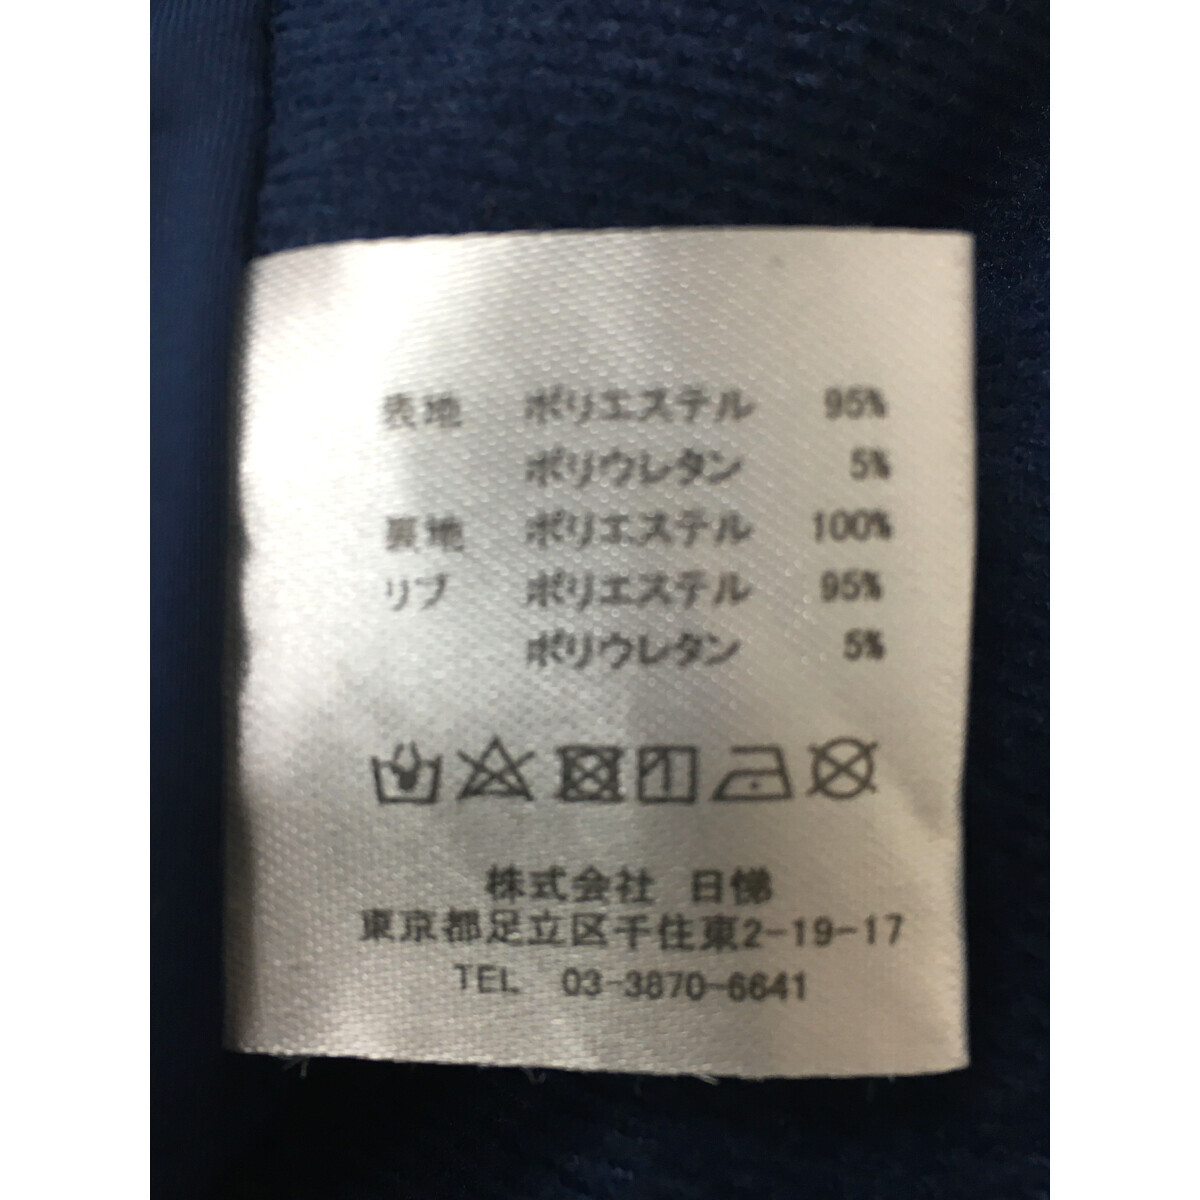 表地 ポリエステル 95%
ポリウレタン 5%
裏地 ポリエステル 100%
リブ ポリエステル 95%
ポリウレタン 5%
株式会社 日悌
東京都足立区千住東2-19-17
TEL 03-3870-6641